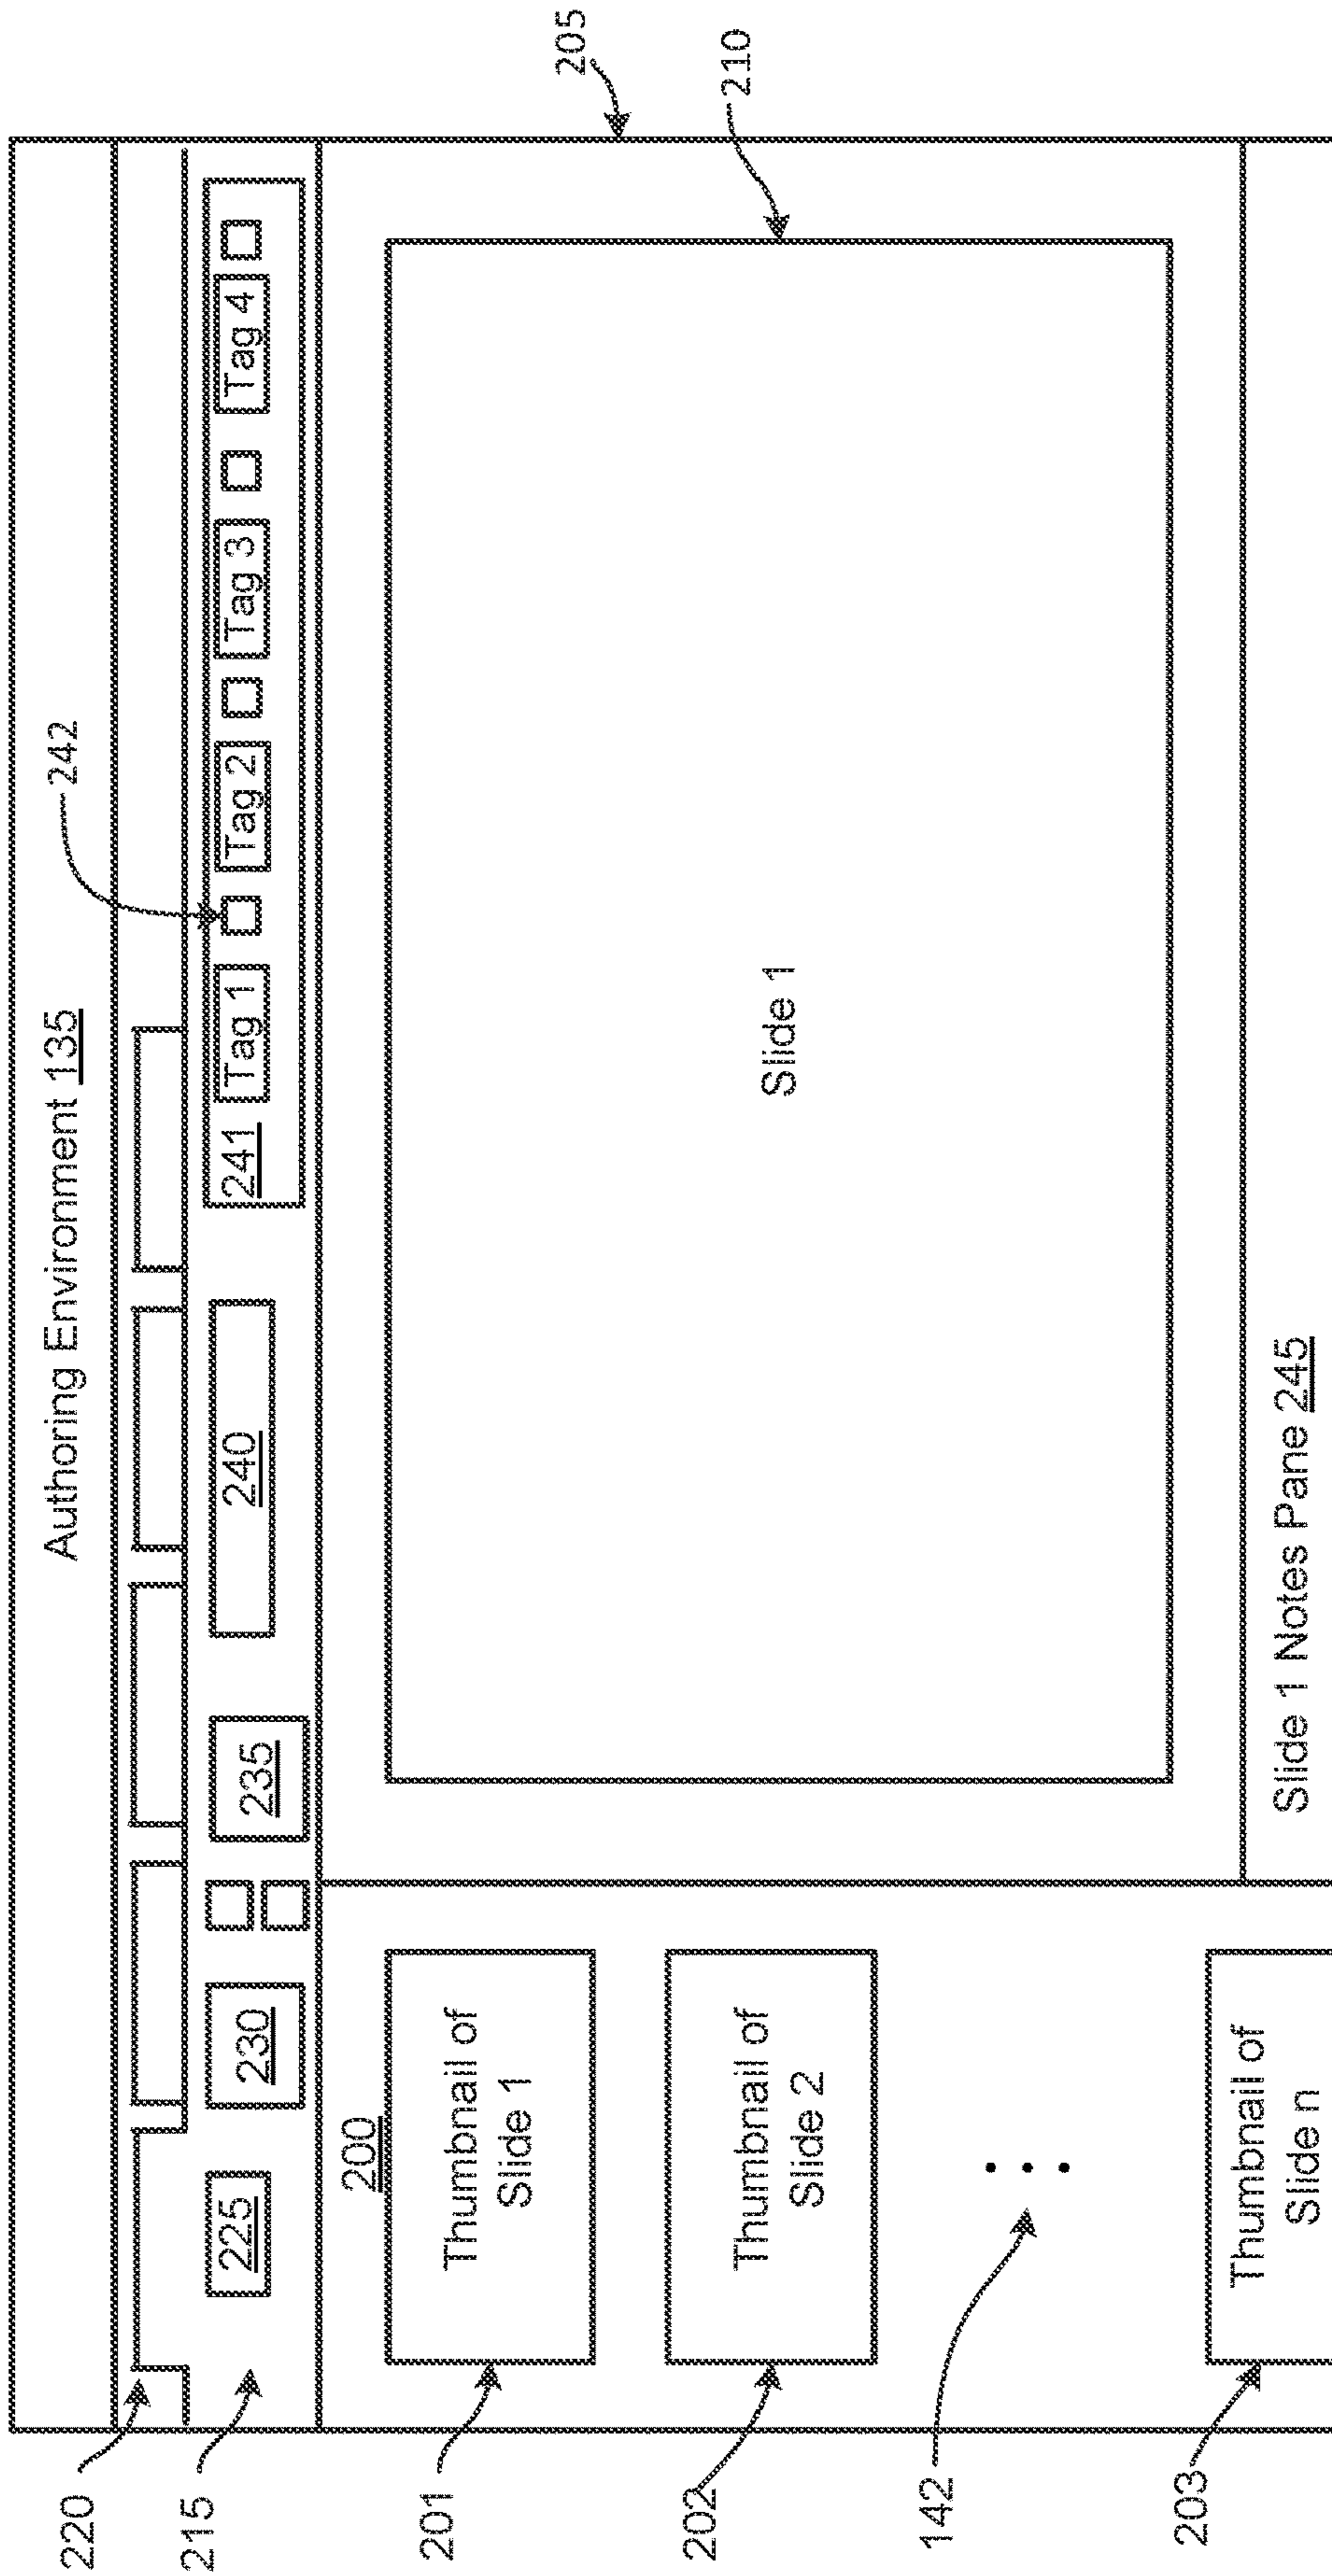 Authoring Environment 135
242
220
215
225
230
235
240
241
Tag 1
Tag 2
Tag 3
Tag 4
205
210
200
201
Thumbnail of
Slide 1
202
Thumbnail of
Slide 2
142
203
Thumbnail of
Slide n
Slide 1
Slide 1 Notes Pane 245